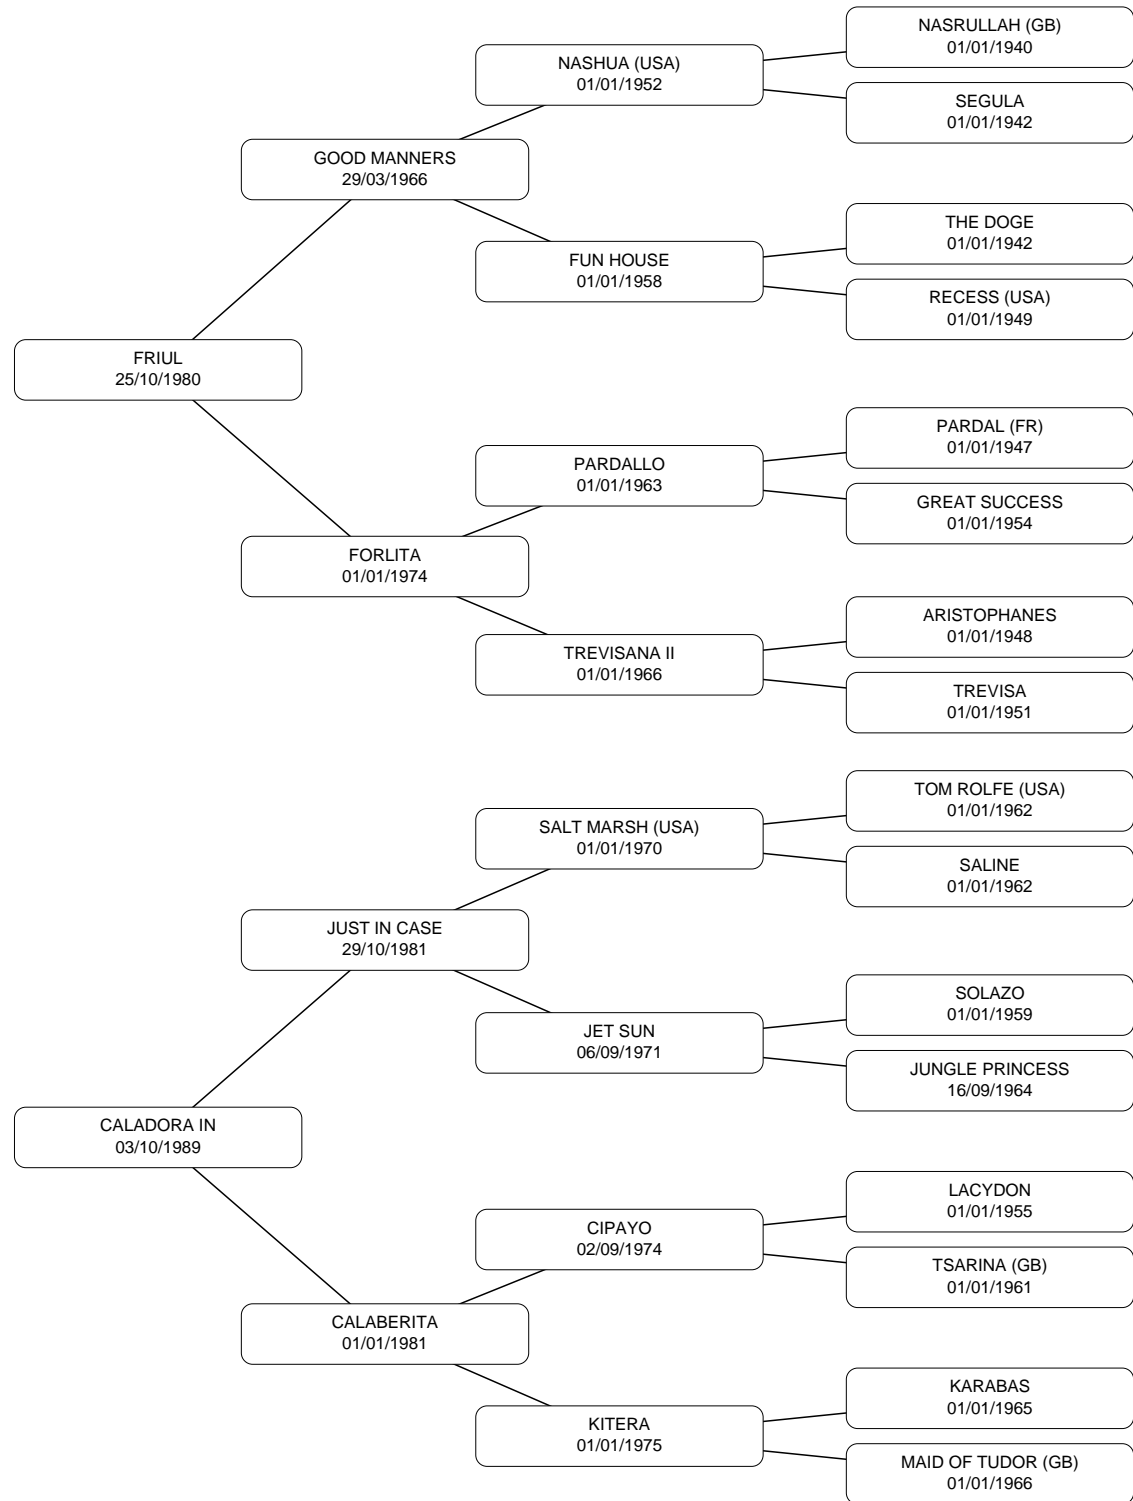 NASRULLAH (GB)
01/01/1940
NASHUA (USA)
01/01/1952
SEGULA
01/01/1942
GOOD MANNERS
29/03/1966
THE DOGE
01/01/1942
FUN HOUSE
01/01/1958
RECESS (USA)
01/01/1949
FRIUL
25/10/1980
PARDAL (FR)
01/01/1947
PARDALLO
01/01/1963
GREAT SUCCESS
01/01/1954
FORLITA
01/01/1974
ARISTOPHANES
01/01/1948
TREVISANA II
01/01/1966
TREVISA
01/01/1951
TOM ROLFE (USA)
01/01/1962
SALT MARSH (USA)
01/01/1970
SALINE
01/01/1962
JUST IN CASE
29/10/1981
SOLAZO
01/01/1959
JET SUN
06/09/1971
JUNGLE PRINCESS
16/09/1964
CALADORA IN
03/10/1989
LACYDON
01/01/1955
CIPAYO
02/09/1974
TSARINA (GB)
01/01/1961
CALABERITA
01/01/1981
KARABAS
01/01/1965
KITERA
01/01/1975
MAID OF TUDOR (GB)
01/01/1966